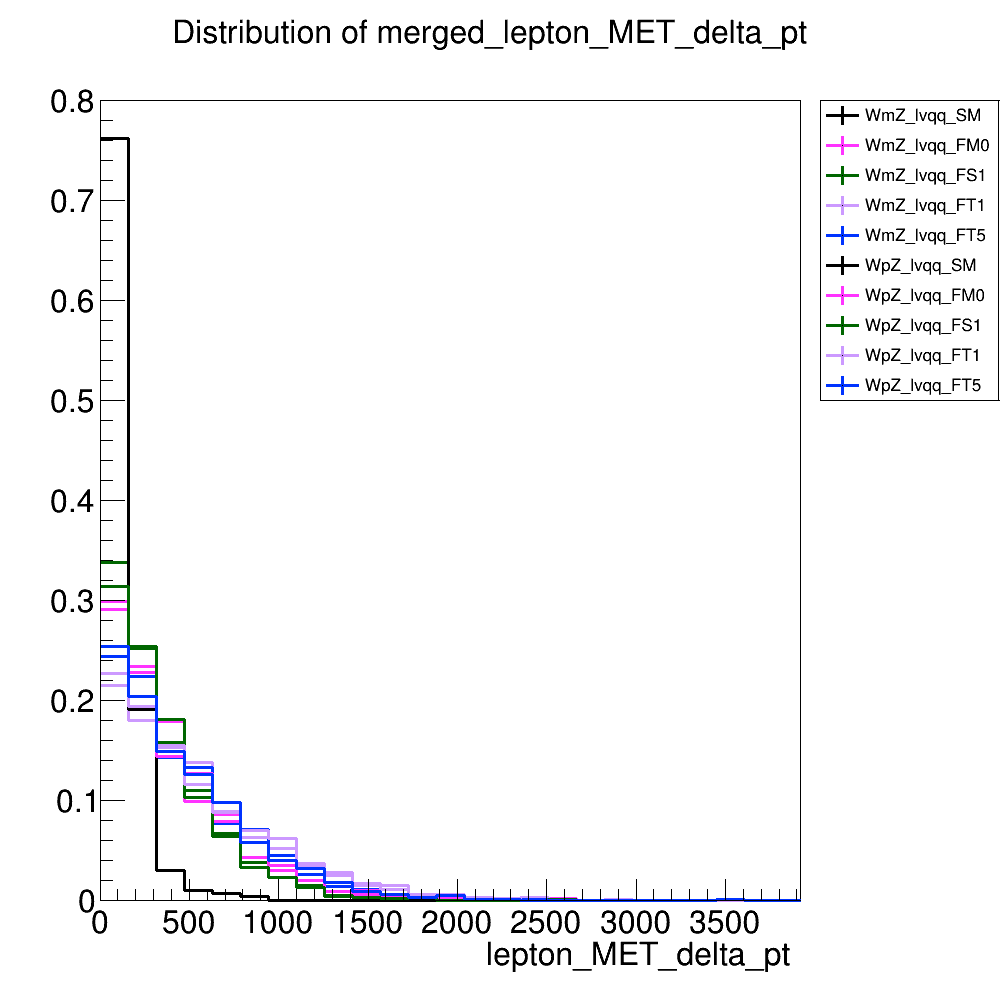 Distribution of merged_lepton_MET_delta_pt
0.8
0.7
0.6
0.5
0.4
0.3
0.2
0.1
0
0 500 1000 1500 2000 2500 3000 3500
lepton_MET_delta_pt
WmZ_lvqq_SM
WmZ_lvqq_FM0
WmZ_lvqq_FS1
WmZ_lvqq_FT1
WmZ_lvqq_FT5
WpZ_lvqq_SM
WpZ_lvqq_FM0
WpZ_lvqq_FS1
WpZ_lvqq_FT1
WpZ_lvqq_FT5